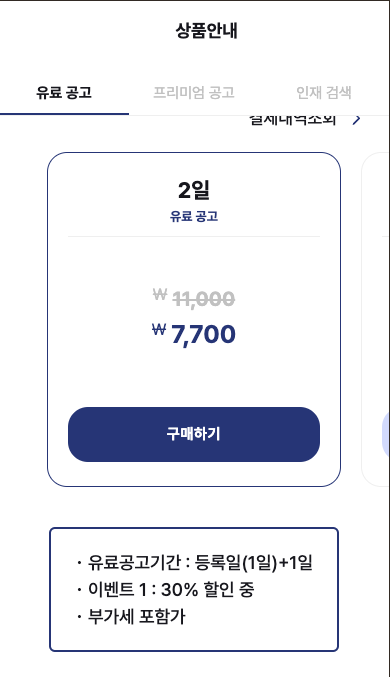 상품안내
유료 공고 프리미엄 공고 인재 검색
결제내역조회
2일
유료 공고
₩ 11,000
₩ 7,700
구매하기
· 유료공고기간 : 등록일(1일)+1일
· 이벤트 1 : 30% 할인 중
· 부가세 포함가